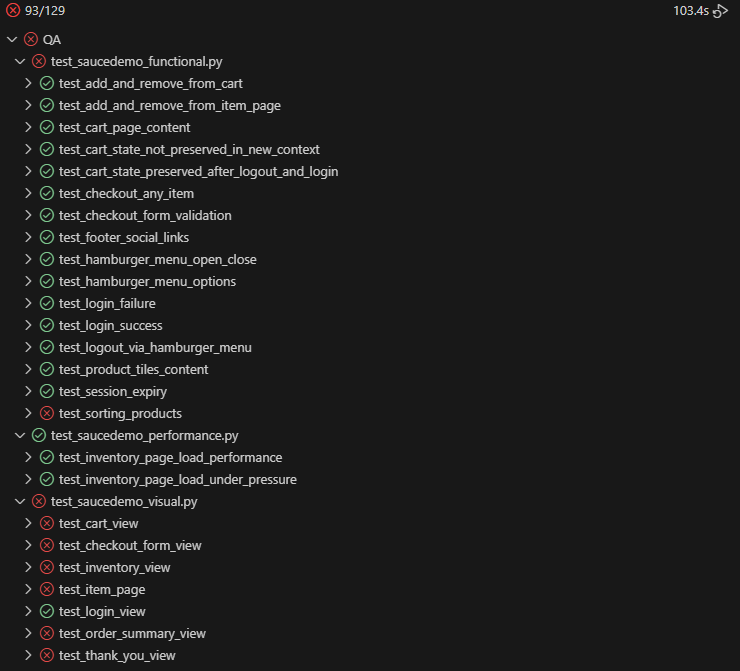 93/129 103.4s
QA
test_saucedemo_functional.py
test_add_and_remove_from_cart
test_add_and_remove_from_item_page
test_cart_page_content
test_cart_state_not_preserved_in_new_context
test_cart_state_preserved_after_logout_and_login
test_checkout_any_item
test_checkout_form_validation
test_footer_social_links
test_hamburger_menu_open_close
test_hamburger_menu_options
test_login_failure
test_login_success
test_logout_via_hamburger_menu
test_product_tiles_content
test_session_expiry
test_sorting_products
test_saucedemo_performance.py
test_inventory_page_load_performance
test_inventory_page_load_under_pressure
test_saucedemo_visual.py
test_cart_view
test_checkout_form_view
test_inventory_view
test_item_page
test_login_view
test_order_summary_view
test_thank_you_view